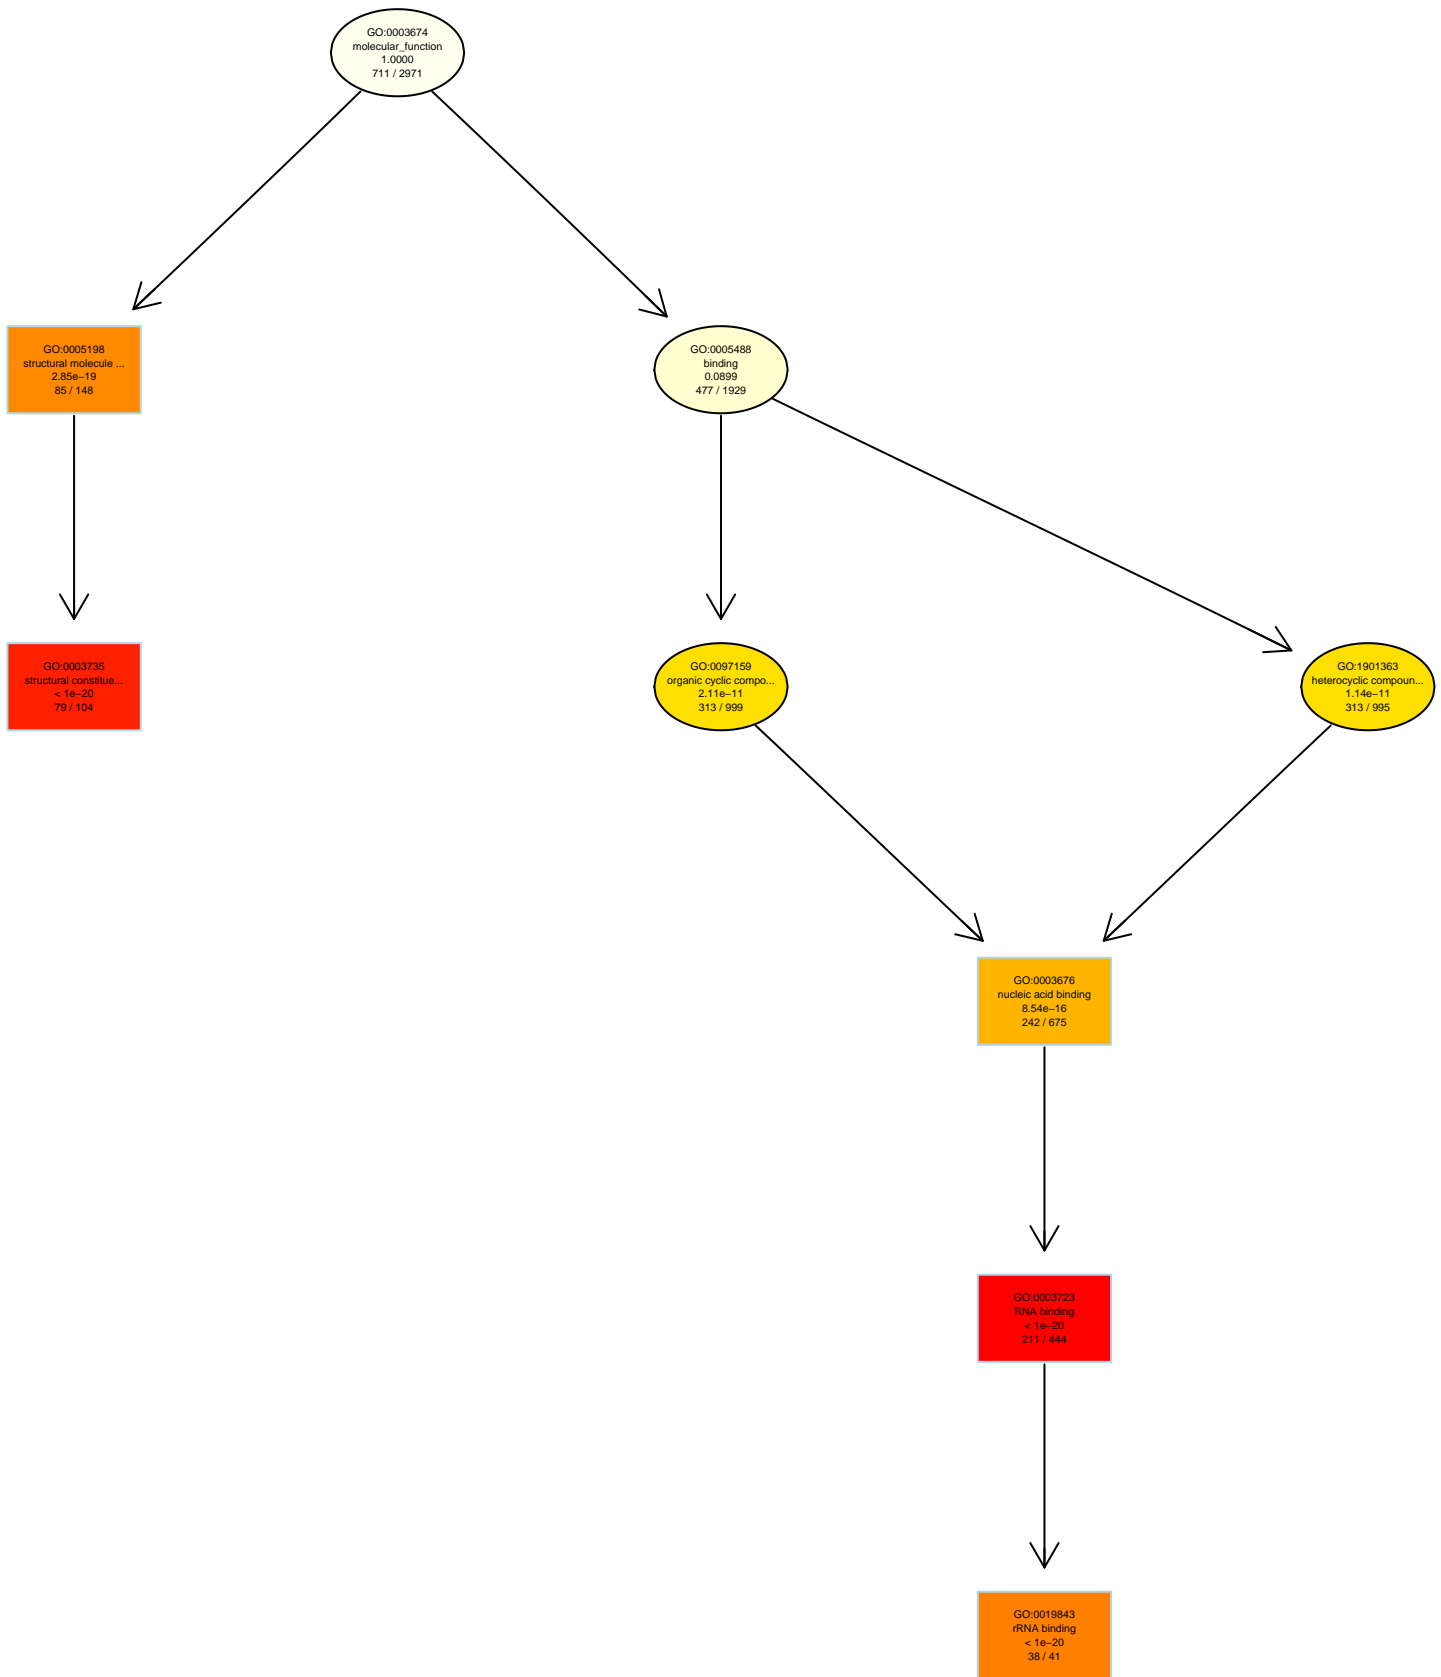 GO:0003674
molecular_function
1.0000
711 / 2971
GO:0005198
structural molecule ...
2.85e−19
85 / 148
GO:0005488
binding
0.0899
477 / 1929
GO:0003735
structural constitue...
< 1e−20
79 / 104
GO:0097159
organic cyclic compo...
2.11e−11
313 / 999
GO:1901363
heterocyclic compoun...
1.14e−11
313 / 995
GO:0003676
nucleic acid binding
8.54e−16
242 / 675
GO:0003723
RNA binding
< 1e−20
211 / 444
GO:0019843
rRNA binding
< 1e−20
38 / 41